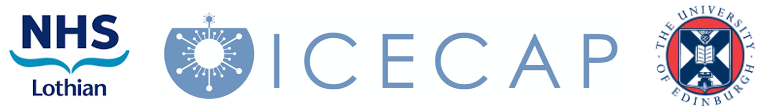 NHS
Lothian
ICECAP
THE UNIVERSITY
OF EDINBURGH